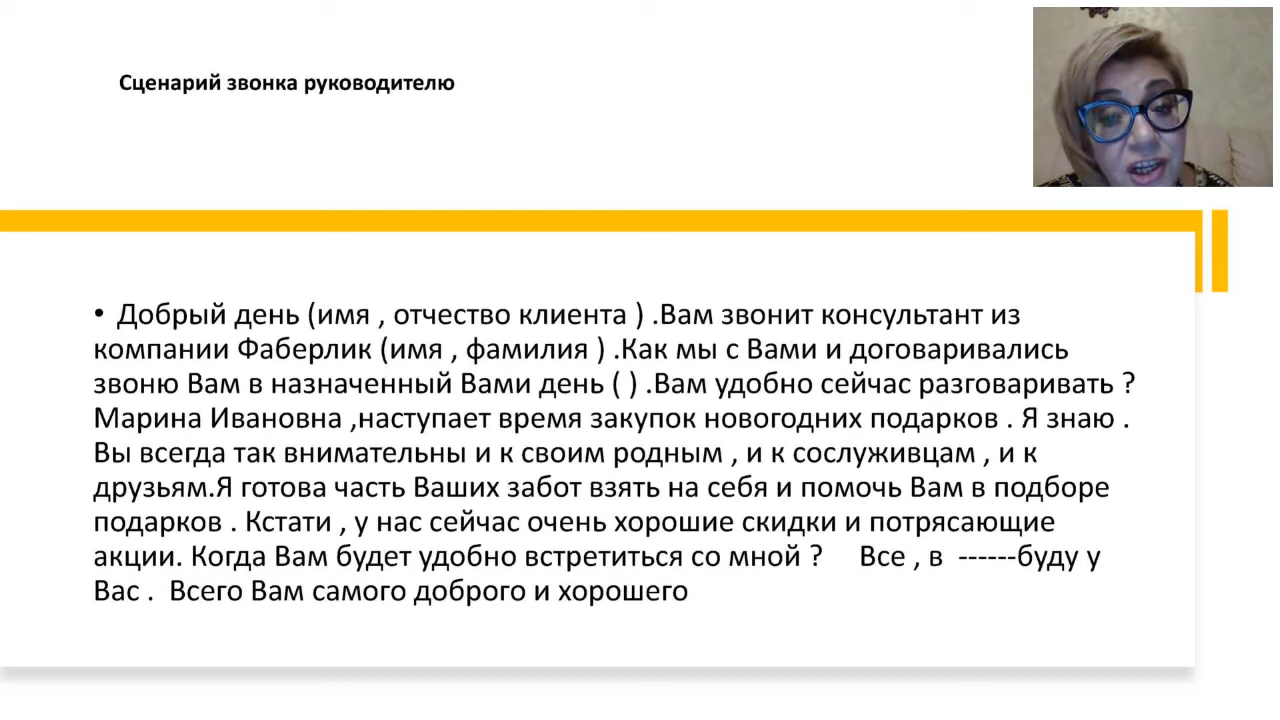 Сценарий звонка руководителю
• Добрый день (имя , отчество клиента ) .Вам звонит консультант из
компании Фаберлик (имя , фамилия ) .Как мы с Вами и договаривались
звоню Вам в назначенный Вами день ( ) .Вам удобно сейчас разговаривать ?
Марина Ивановна ,наступает время закупок новогодних подарков . Я знаю .
Вы всегда так внимательны и к своим родным , и к сослуживцам , и к
друзьям.Я готова часть Ваших забот взять на себя и помочь Вам в подборе
подарков . Кстати , у нас сейчас очень хорошие скидки и потрясающие
акции. Когда Вам будет удобно встретиться со мной ? Все , в ------буду у
Вас . Всего Вам самого доброго и хорошего